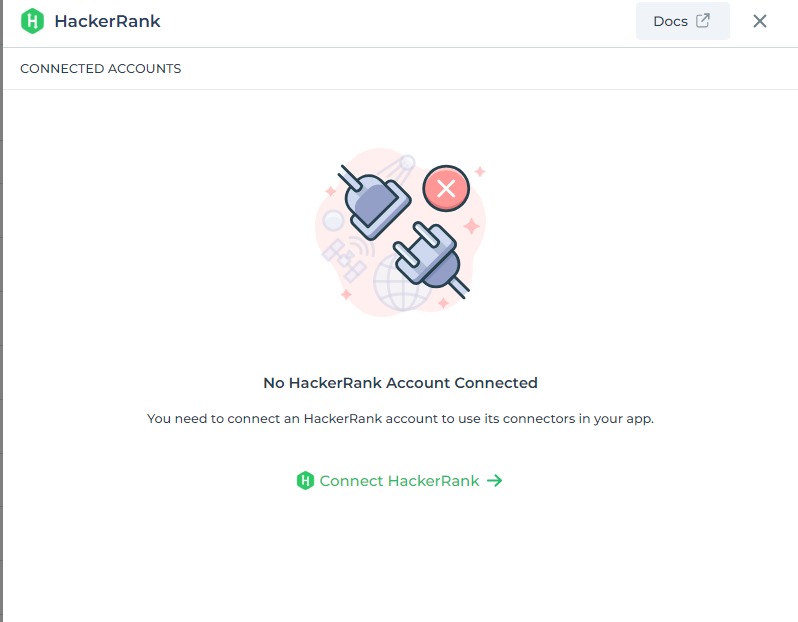 HackerRank
Docs
CONNECTED ACCOUNTS
No HackerRank Account Connected
You need to connect an HackerRank account to use its connectors in your app.
Connect HackerRank